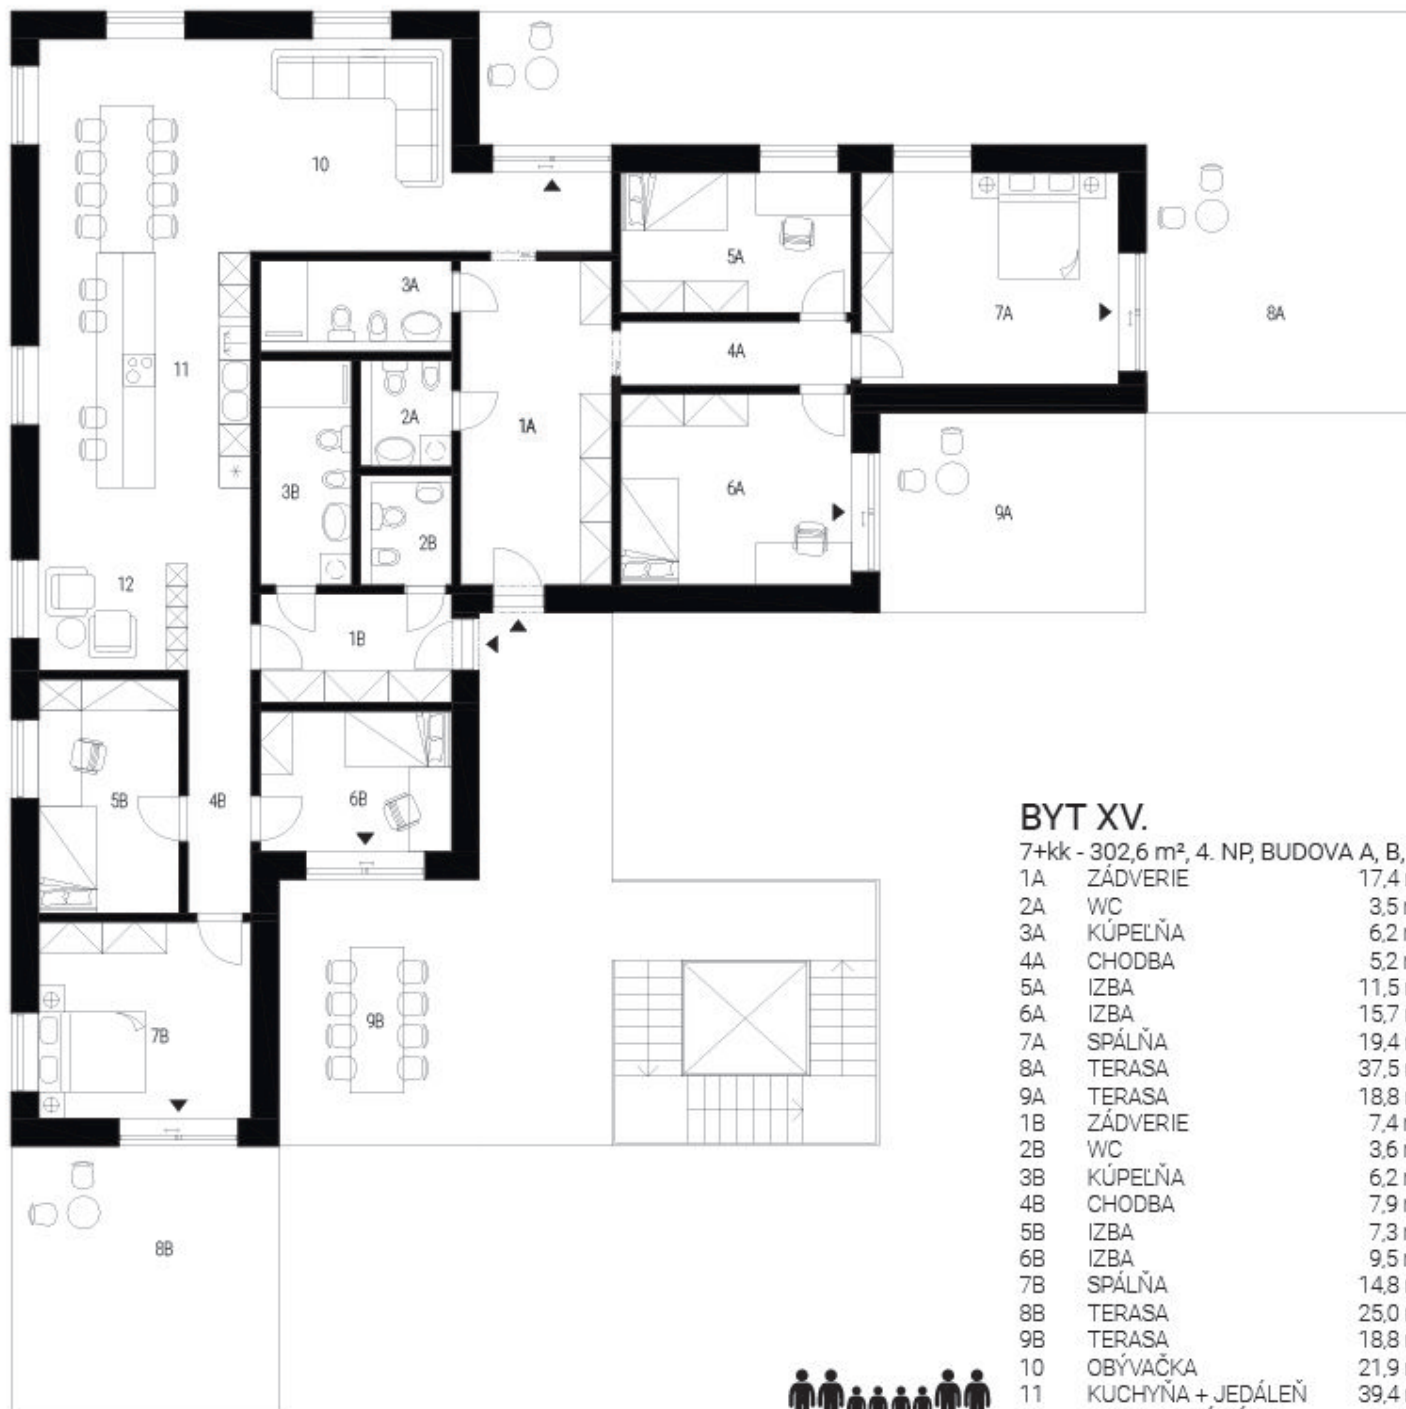 10
5A
3A
7A
8A
4A
11
2A
1A
3B
6A
9A
2B
12
1B
5B
4B
6B
9B
7B
8B
BYT XV.
7+kk - 302,6 m², 4. NP, BUDOVA A, B,
1A ZÁDVERIE 17,4
2A WC 3,5
3A KÚPEĽŇA 6,2
4A CHODBA 5,2
5A IZBA 11,5
6A IZBA 15,7
7A SPÁLŇA 19,4
8A TERASA 37,5
9A TERASA 18,8
1B ZÁDVERIE 7,4
2B WC 3,6
3B KÚPEĽŇA 6,2
4B CHODBA 7,9
5B IZBA 7,3
6B IZBA 9,5
7B SPÁLŇA 14,8
8B TERASA 25,0
9B TERASA 18,8
10 OBÝVAČKA 21,9
11 KUCHYŇA + JEDÁLEŇ 39,4